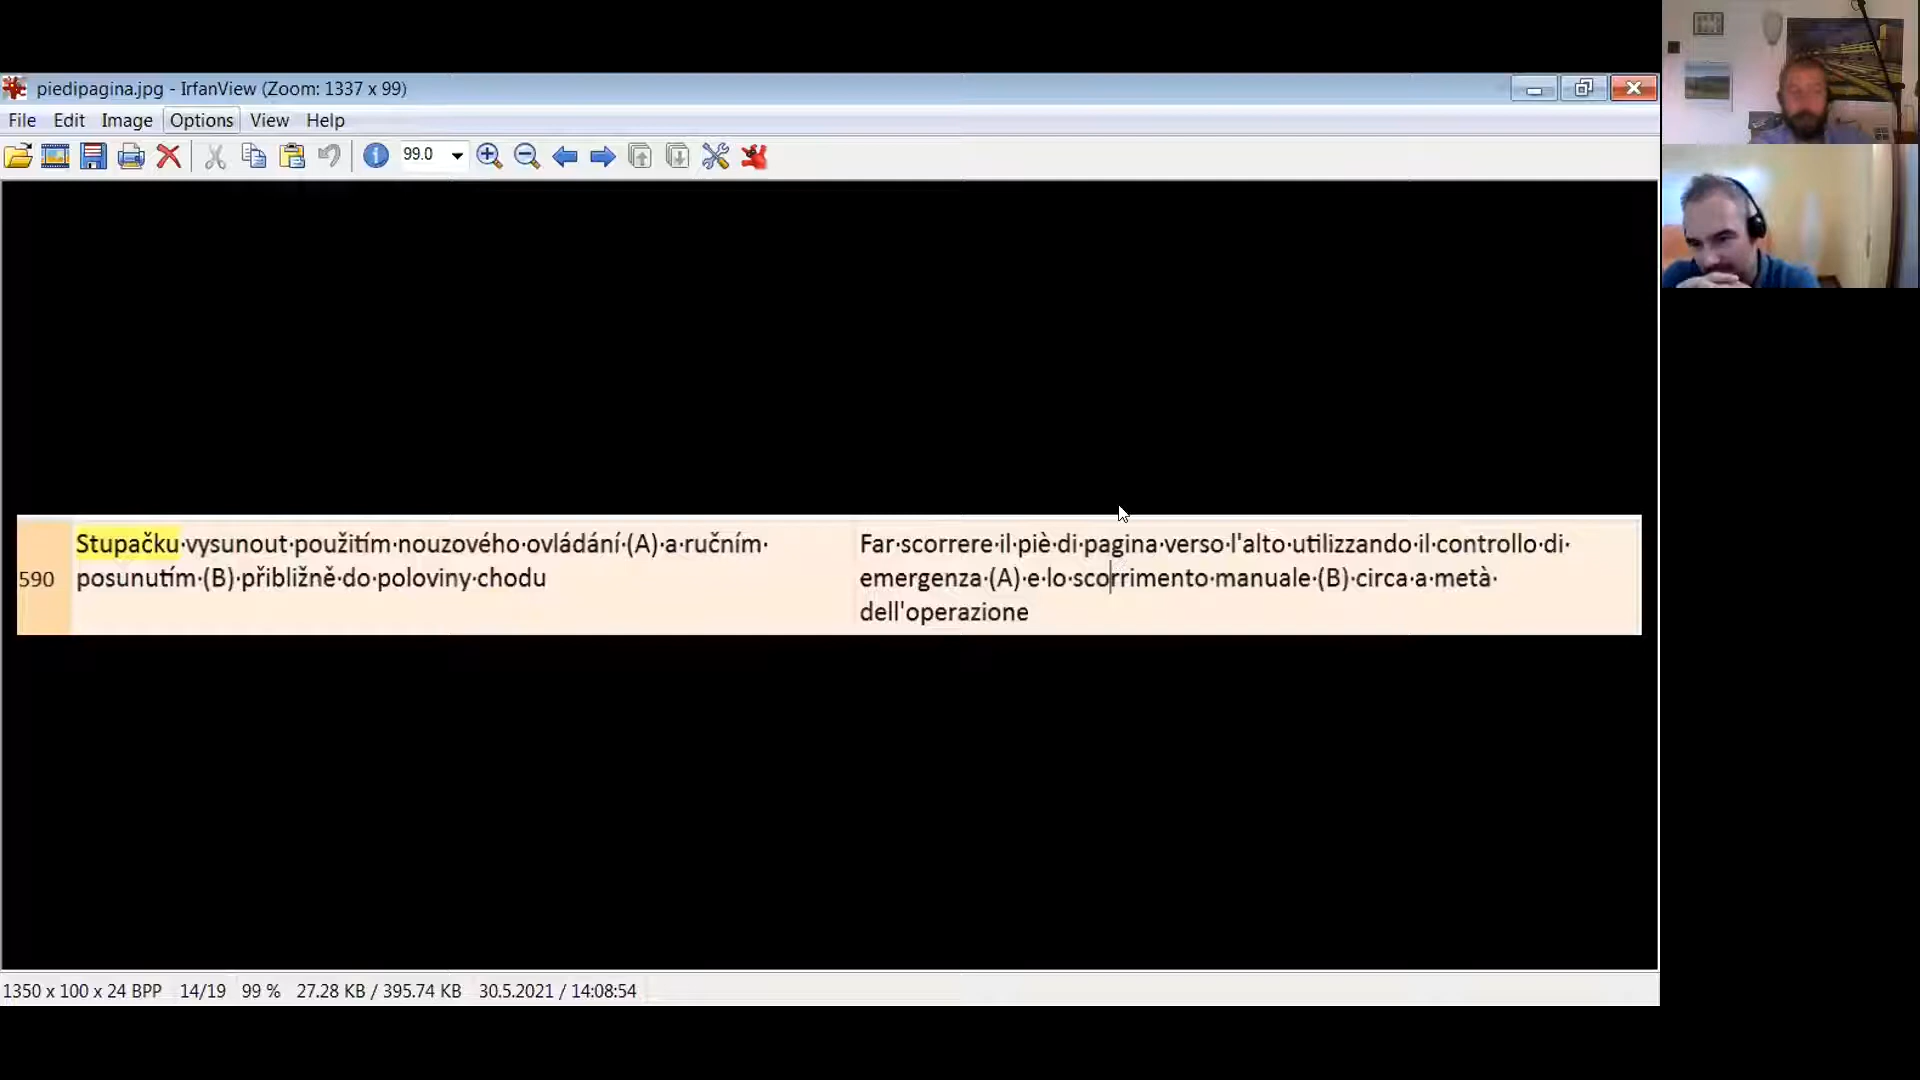 piedipagina.jpg - IrfanView (Zoom: 1337 x 99)
File Edit Image Options View Help
99.0
590
Stupačku·vysunout·použitím·nouzového·ovládání·(A)·a·ručním·
posunutím·(B)·přibližně·do·poloviny·chodu
Far·scorrere·il·piè·di·pagina·verso·l'alto·utilizzando·il·controllo·di·
emergenza·(A)·e·lo·scorrimento·manuale·(B)·circa·a·metà·
dell'operazione
1350 x 100 x 24 BPP 14/19 99 % 27.28 KB / 395.74 KB 30.5.2021 / 14:08:54